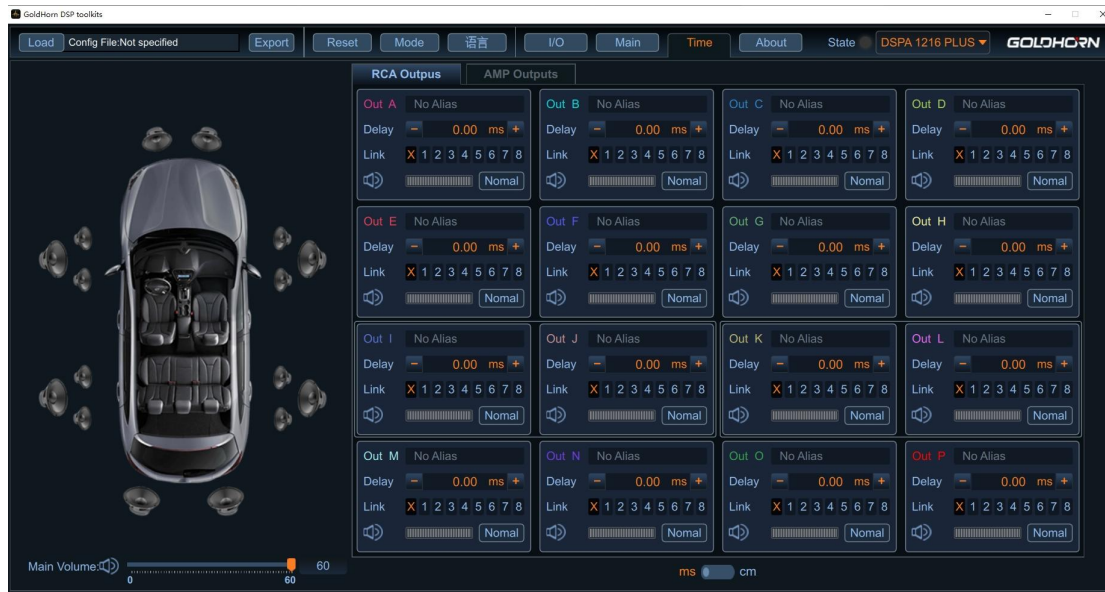 GoldHorn DSP toolkits
Load Config File:Not specified Export Reset Mode 语言 I/O Main Time About State DSPA 1216 PLUS GOLDHORN
RCA Outpus AMP Outputs
Out A No Alias Out B No Alias Out C No Alias Out D No Alias
Delay - 0.00 ms + Delay - 0.00 ms + Delay - 0.00 ms + Delay - 0.00 ms +
Link X 1 2 3 4 5 6 7 8 Link X 1 2 3 4 5 6 7 8 Link X 1 2 3 4 5 6 7 8 Link X 1 2 3 4 5 6 7 8
Nomal Nomal Nomal Nomal
Out E No Alias Out F No Alias Out G No Alias Out H No Alias
Delay - 0.00 ms + Delay - 0.00 ms + Delay - 0.00 ms + Delay - 0.00 ms +
Link X 1 2 3 4 5 6 7 8 Link X 1 2 3 4 5 6 7 8 Link X 1 2 3 4 5 6 7 8 Link X 1 2 3 4 5 6 7 8
Nomal Nomal Nomal Nomal
Out I No Alias Out J No Alias Out K No Alias Out L No Alias
Delay - 0.00 ms + Delay - 0.00 ms + Delay - 0.00 ms + Delay - 0.00 ms +
Link X 1 2 3 4 5 6 7 8 Link X 1 2 3 4 5 6 7 8 Link X 1 2 3 4 5 6 7 8 Link X 1 2 3 4 5 6 7 8
Nomal Nomal Nomal Nomal
Out M No Alias Out N No Alias Out O No Alias Out P No Alias
Delay - 0.00 ms + Delay - 0.00 ms + Delay - 0.00 ms + Delay - 0.00 ms +
Link X 1 2 3 4 5 6 7 8 Link X 1 2 3 4 5 6 7 8 Link X 1 2 3 4 5 6 7 8 Link X 1 2 3 4 5 6 7 8
Nomal Nomal Nomal Nomal
Main Volume: 60
0 60
ms cm